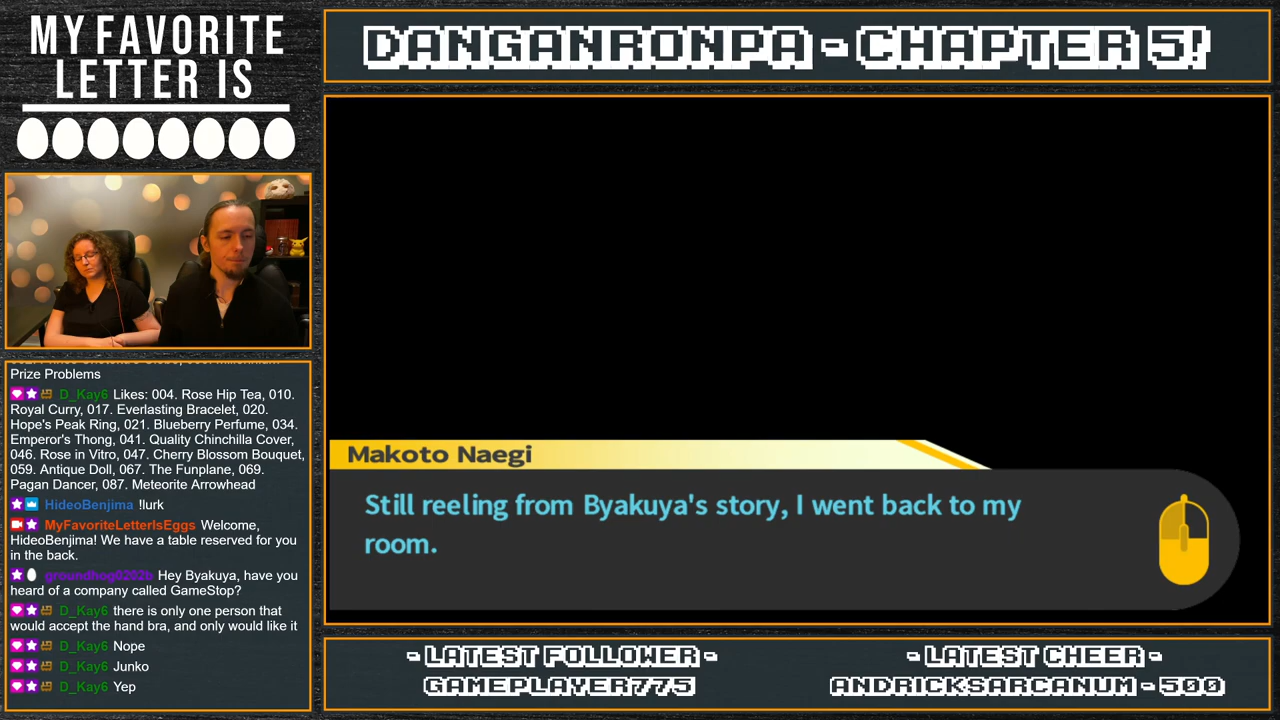 MY FAVORITE
LETTER IS
DANGANRONPA - CHAPTER 5!
Prize Problems
D_Kay6 Likes: 004. Rose Hip Tea, 010.
Royal Curry, 017. Everlasting Bracelet, 020.
Hope's Peak Ring, 021. Blueberry Perfume, 034.
Emperor's Thong, 041. Quality Chinchilla Cover,
046. Rose in Vitro, 047. Cherry Blossom Bouquet,
059. Antique Doll, 067. The Funplane, 069.
Pagan Dancer, 087. Meteorite Arrowhead
HideoBenjima !lurk
MyFavoriteLetterIsEggs Welcome,
HideoBenjima! We have a table reserved for you
in the back.
groundhog0202b Hey Byakuya, have you
heard of a company called GameStop?
D_Kay6 there is only one person that
would accept the hand bra, and only would like it
D_Kay6 Nope
D_Kay6 Junko
D_Kay6 Yep
Makoto Naegi
Still reeling from Byakuya's story, I went back to my
room.
- LATEST FOLLOWER -
GAMEPLAYER775
- LATEST CHEER -
ANDRICKSARCANUM - 500